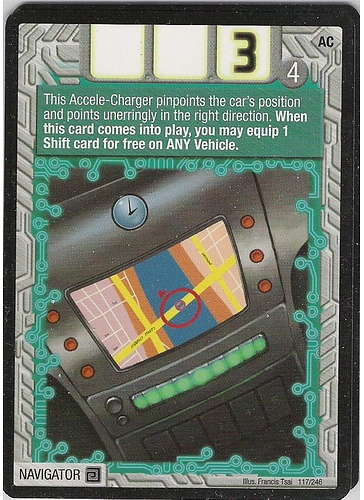 3
AC
4
This Accele-Charger pinpoints the car's position
and points unerringly in the right direction. When
this card comes into play, you may equip 1
Shift card for free on ANY Vehicle.
NAVIGATOR
Illus. Francis Tsai 117/246